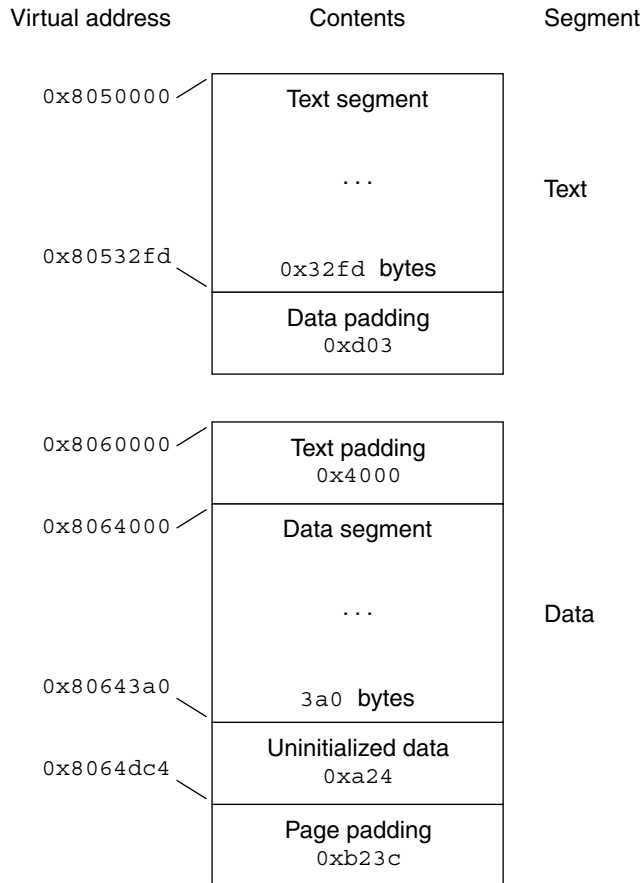 Virtual address Contents Segment
0x8050000
Text segment
. . .
Text
0x80532fd
0x32fd bytes
Data padding
0xd03
0x8060000
Text padding
0x4000
0x8064000
Data segment
. . .
Data
0x80643a0
3a0 bytes
Uninitialized data
0x8064dc4
0xa24
Page padding
0xb23c